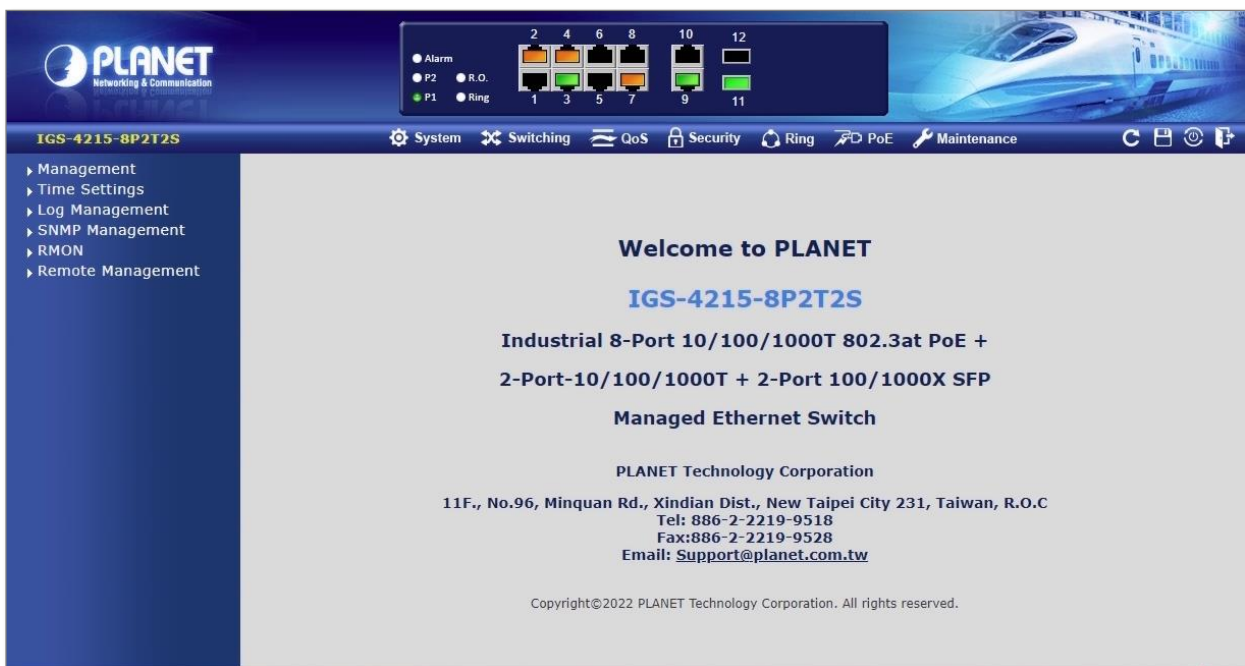 PLANET
Networking & Communication
2 4 6 8 10 12
Alarm
P2 R.O.
P1 Ring
1 3 5 7 9 11
IGS-4215-8P2T2S
System Switching QoS Security Ring PoE Maintenance
Management
Time Settings
Log Management
SNMP Management
RMON
Remote Management
Welcome to PLANET
IGS-4215-8P2T2S
Industrial 8-Port 10/100/1000T 802.3at PoE +
2-Port-10/100/1000T + 2-Port 100/1000X SFP
Managed Ethernet Switch
PLANET Technology Corporation
11F., No.96, Minquan Rd., Xindian Dist., New Taipei City 231, Taiwan, R.O.C
Tel: 886-2-2219-9518
Fax:886-2-2219-9528
Email: Support@planet.com.tw
Copyright©2022 PLANET Technology Corporation. All rights reserved.